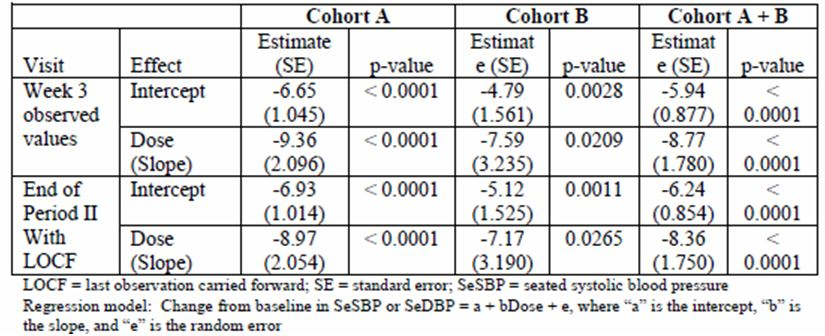 Cohort A Cohort B Cohort A + B
Visit Effect Estimate (SE) p-value Estimat e (SE) p-value Estimat e (SE) p-value
Week 3 observed values Intercept -6.65 (1.045) < 0.0001 -4.79 (1.561) 0.0028 -5.94 (0.877) < 0.0001
Dose (Slope) -9.36 (2.096) < 0.0001 -7.59 (3.235) 0.0209 -8.77 (1.780) < 0.0001
End of Period II With LOCF Intercept -6.93 (1.014) < 0.0001 -5.12 (1.525) 0.0011 -6.24 (0.854) < 0.0001
Dose (Slope) -8.97 (2.054) < 0.0001 -7.17 (3.190) 0.0265 -8.36 (1.750) < 0.0001
LOCF = last observation carried forward; SE = standard error; SeSBP = seated systolic blood pressure
Regression model: Change from baseline in SeSBP or SeDBP = a + bDose + e, where “a” is the intercept, “b” is
the slope, and “e” is the random error